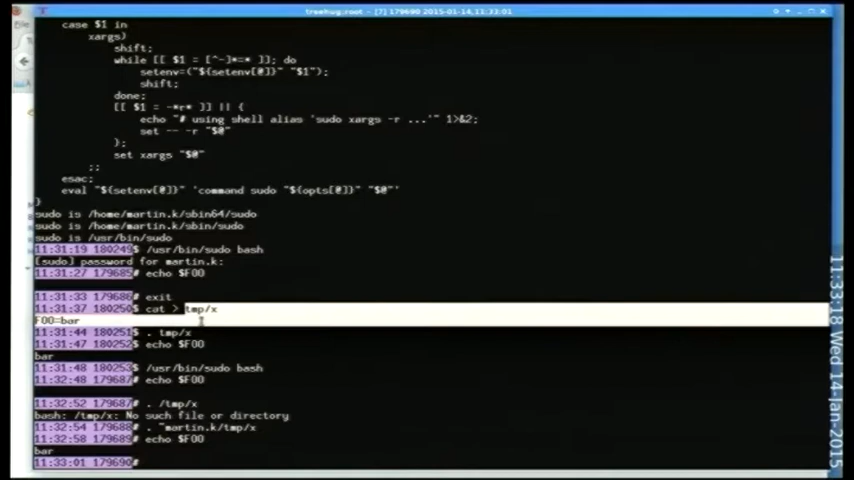 treehug:root - [7] 179690 2015-01-14,11:33:01
case $1 in
xargs)
shift;
while [[ $1 = [^-]*=* ]]; do
setenv=("${setenv[@]}" "$1");
shift;
done;
[[ $1 = -*r* ]] || {
echo "# using shell alias 'sudo xargs -r ...'" 1>&2;
set -- -r "$@"
};
set xargs "$@"
;;
esac;
eval "${setenv[@]}" 'command sudo "${opts[@]}" "$@"'
}
sudo is /home/martin.k/sbin64/sudo
sudo is /home/martin.k/sbin/sudo
sudo is /usr/bin/sudo
11:31:19 180249$ /usr/bin/sudo bash
[sudo] password for martin.k:
11:31:27 179685# echo $FOO
11:31:33 179686# exit
11:31:37 180250$ cat > tmp/x
FOO=bar
11:31:44 180251$ . tmp/x
11:31:47 180252$ echo $FOO
bar
11:31:48 180253$ /usr/bin/sudo bash
11:32:48 179687# echo $FOO
11:32:52 179687# . /tmp/x
bash: /tmp/x: No such file or directory
11:32:54 179688# . ~martin.k/tmp/x
11:32:58 179689# echo $FOO
bar
11:33:01 179690#
11:33:18 Wed 14-Jan-2015